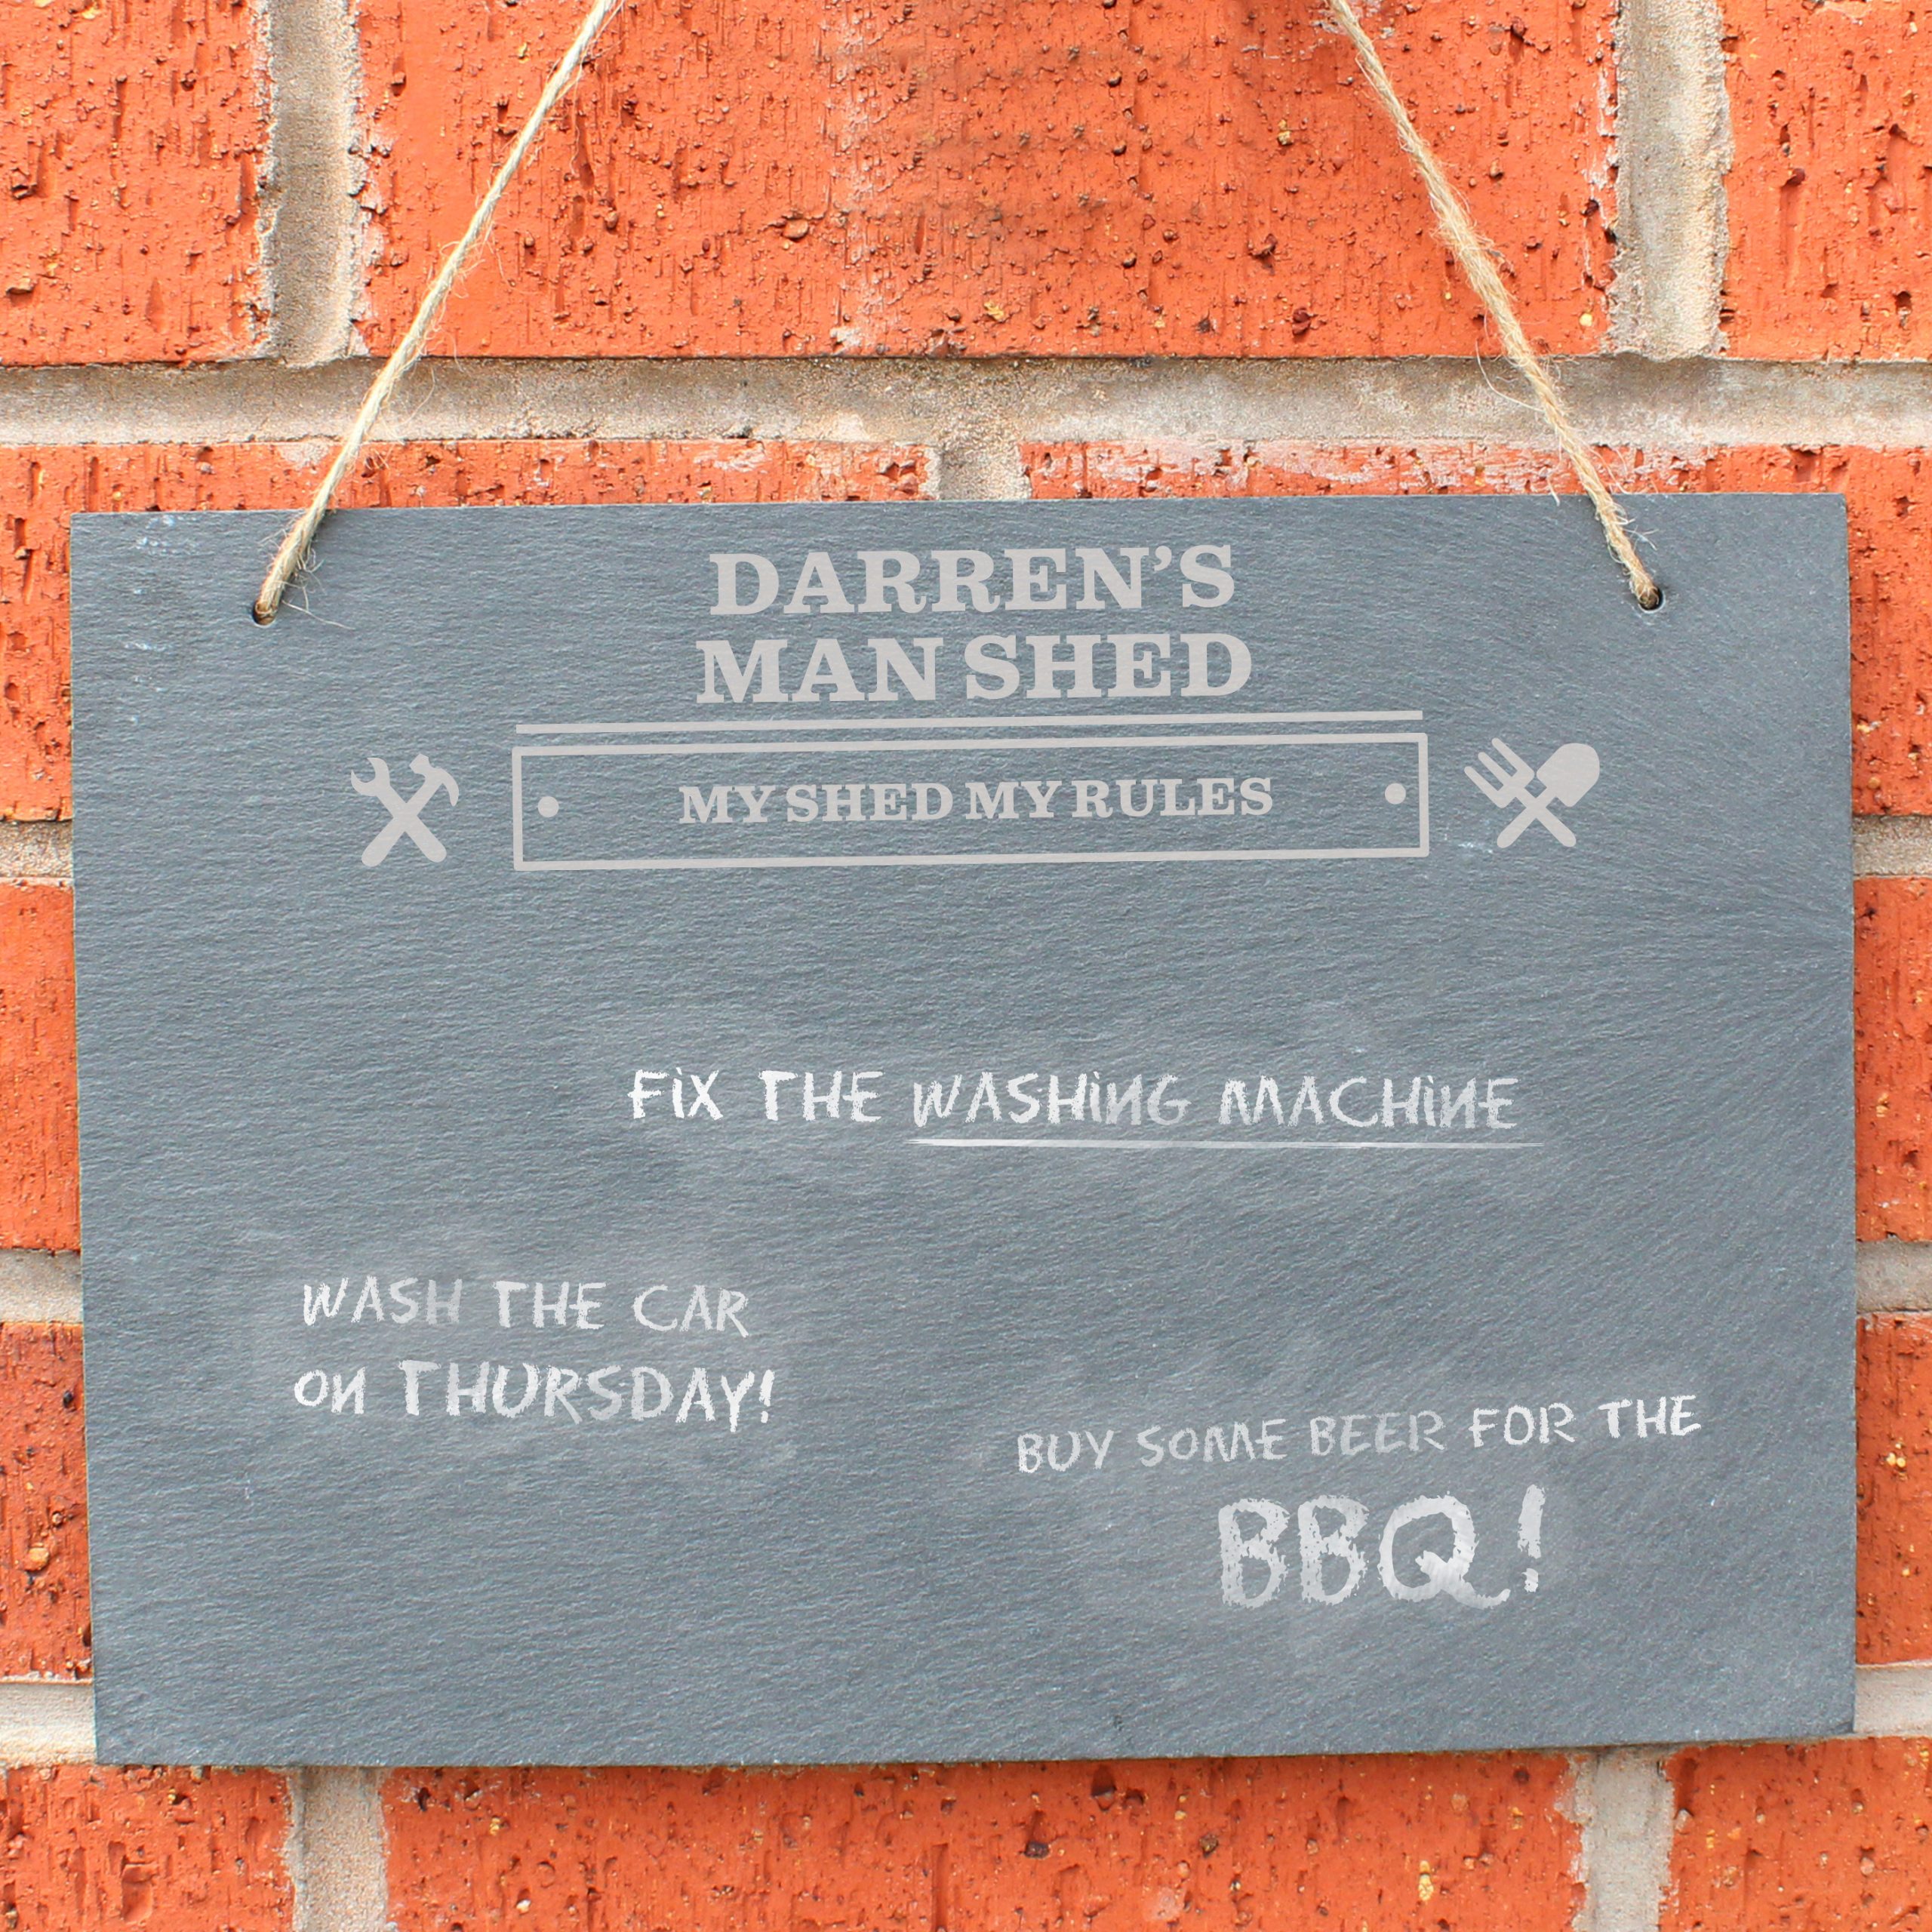 DARREN'S
MAN SHED
MY SHED MY RULES
FiX THE WASHiNG MACHiNE
WASH THE CAR
ON THURSDAY!
BUY SOME BEER FOR THE
BBQ!